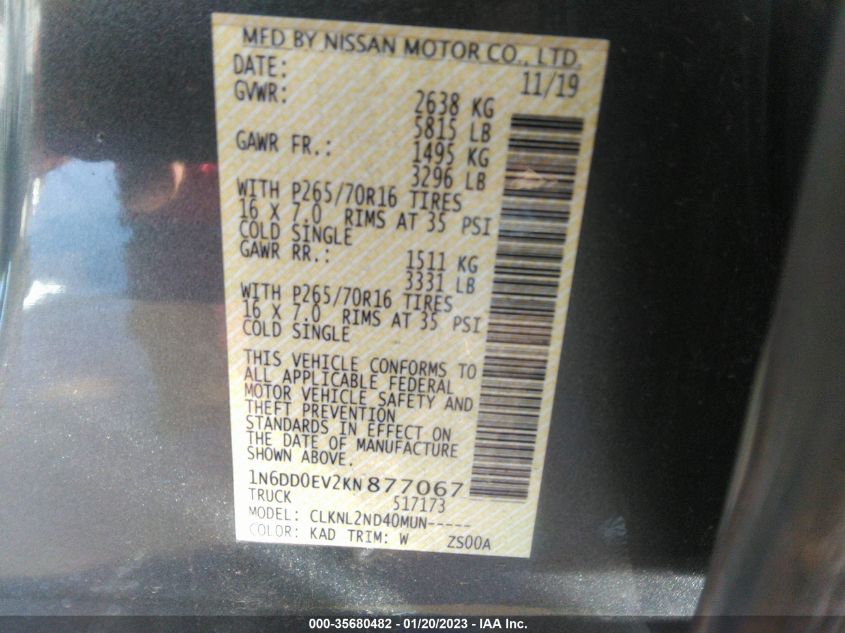 MFD BY NISSAN MOTOR CO., LTD.
DATE: 11/19
GVWR: 2638 KG
5815 LB
GAWR FR.: 1495 KG
3296 LB
WITH P265/70R16 TIRES
16 X 7.0 RIMS AT 35 PSI
COLD SINGLE
GAWR RR.: 1511 KG
3331 LB
WITH P265/70R16 TIRES
16 X 7.0 RIMS AT 35 PSI
COLD SINGLE
THIS VEHICLE CONFORMS TO
ALL APPLICABLE FEDERAL
MOTOR VEHICLE SAFETY AND
THEFT PREVENTION
STANDARDS IN EFFECT ON
THE DATE OF MANUFACTURE
SHOWN ABOVE.
1N6DD0EV2KN877067
TRUCK 517173
MODEL: CLKNL2ND40MUN-----
COLOR: KAD TRIM: W ZS00A
000-35680482 - 01/20/2023 - IAA Inc.